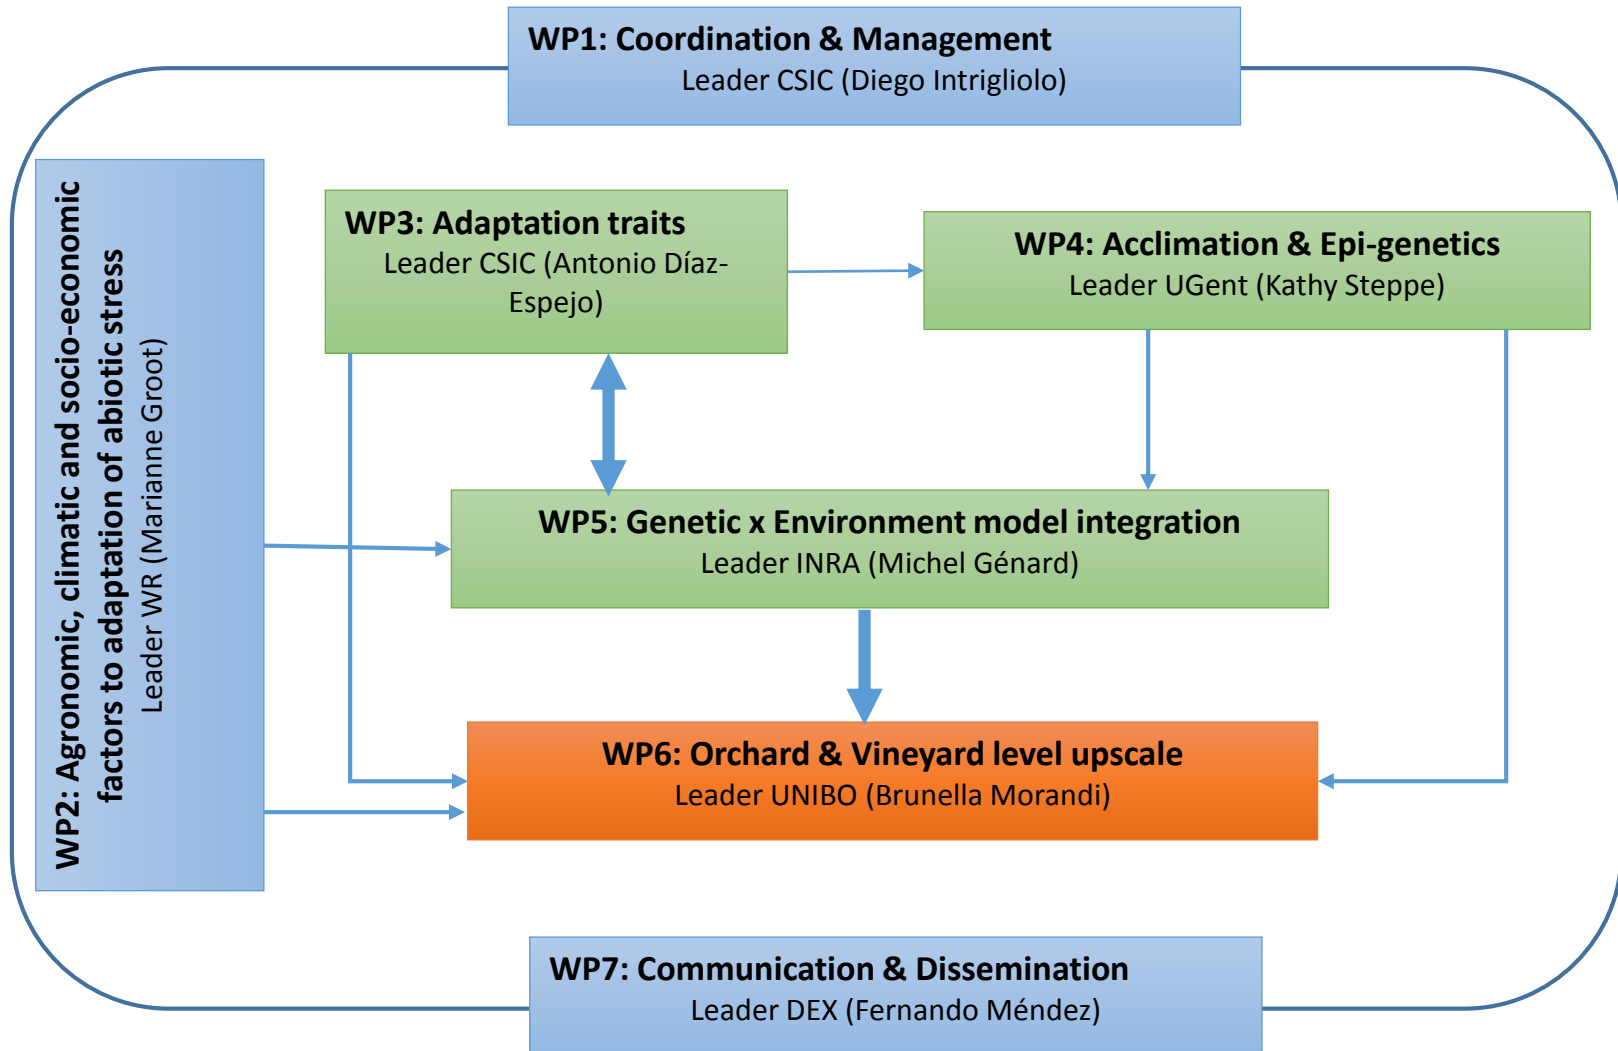 WP1: Coordination & Management
Leader CSIC (Diego Intrigliolo)
WP2: Agronomic, climatic and socio-economic
factors to adaptation of abiotic stress
Leader WR (Marianne Groot)
WP3: Adaptation traits
Leader CSIC (Antonio Díaz-
Espejo)
WP4: Acclimation & Epi-genetics
Leader UGent (Kathy Steppe)
WP5: Genetic x Environment model integration
Leader INRA (Michel Génard)
WP6: Orchard & Vineyard level upscale
Leader UNIBO (Brunella Morandi)
WP7: Communication & Dissemination
Leader DEX (Fernando Méndez)